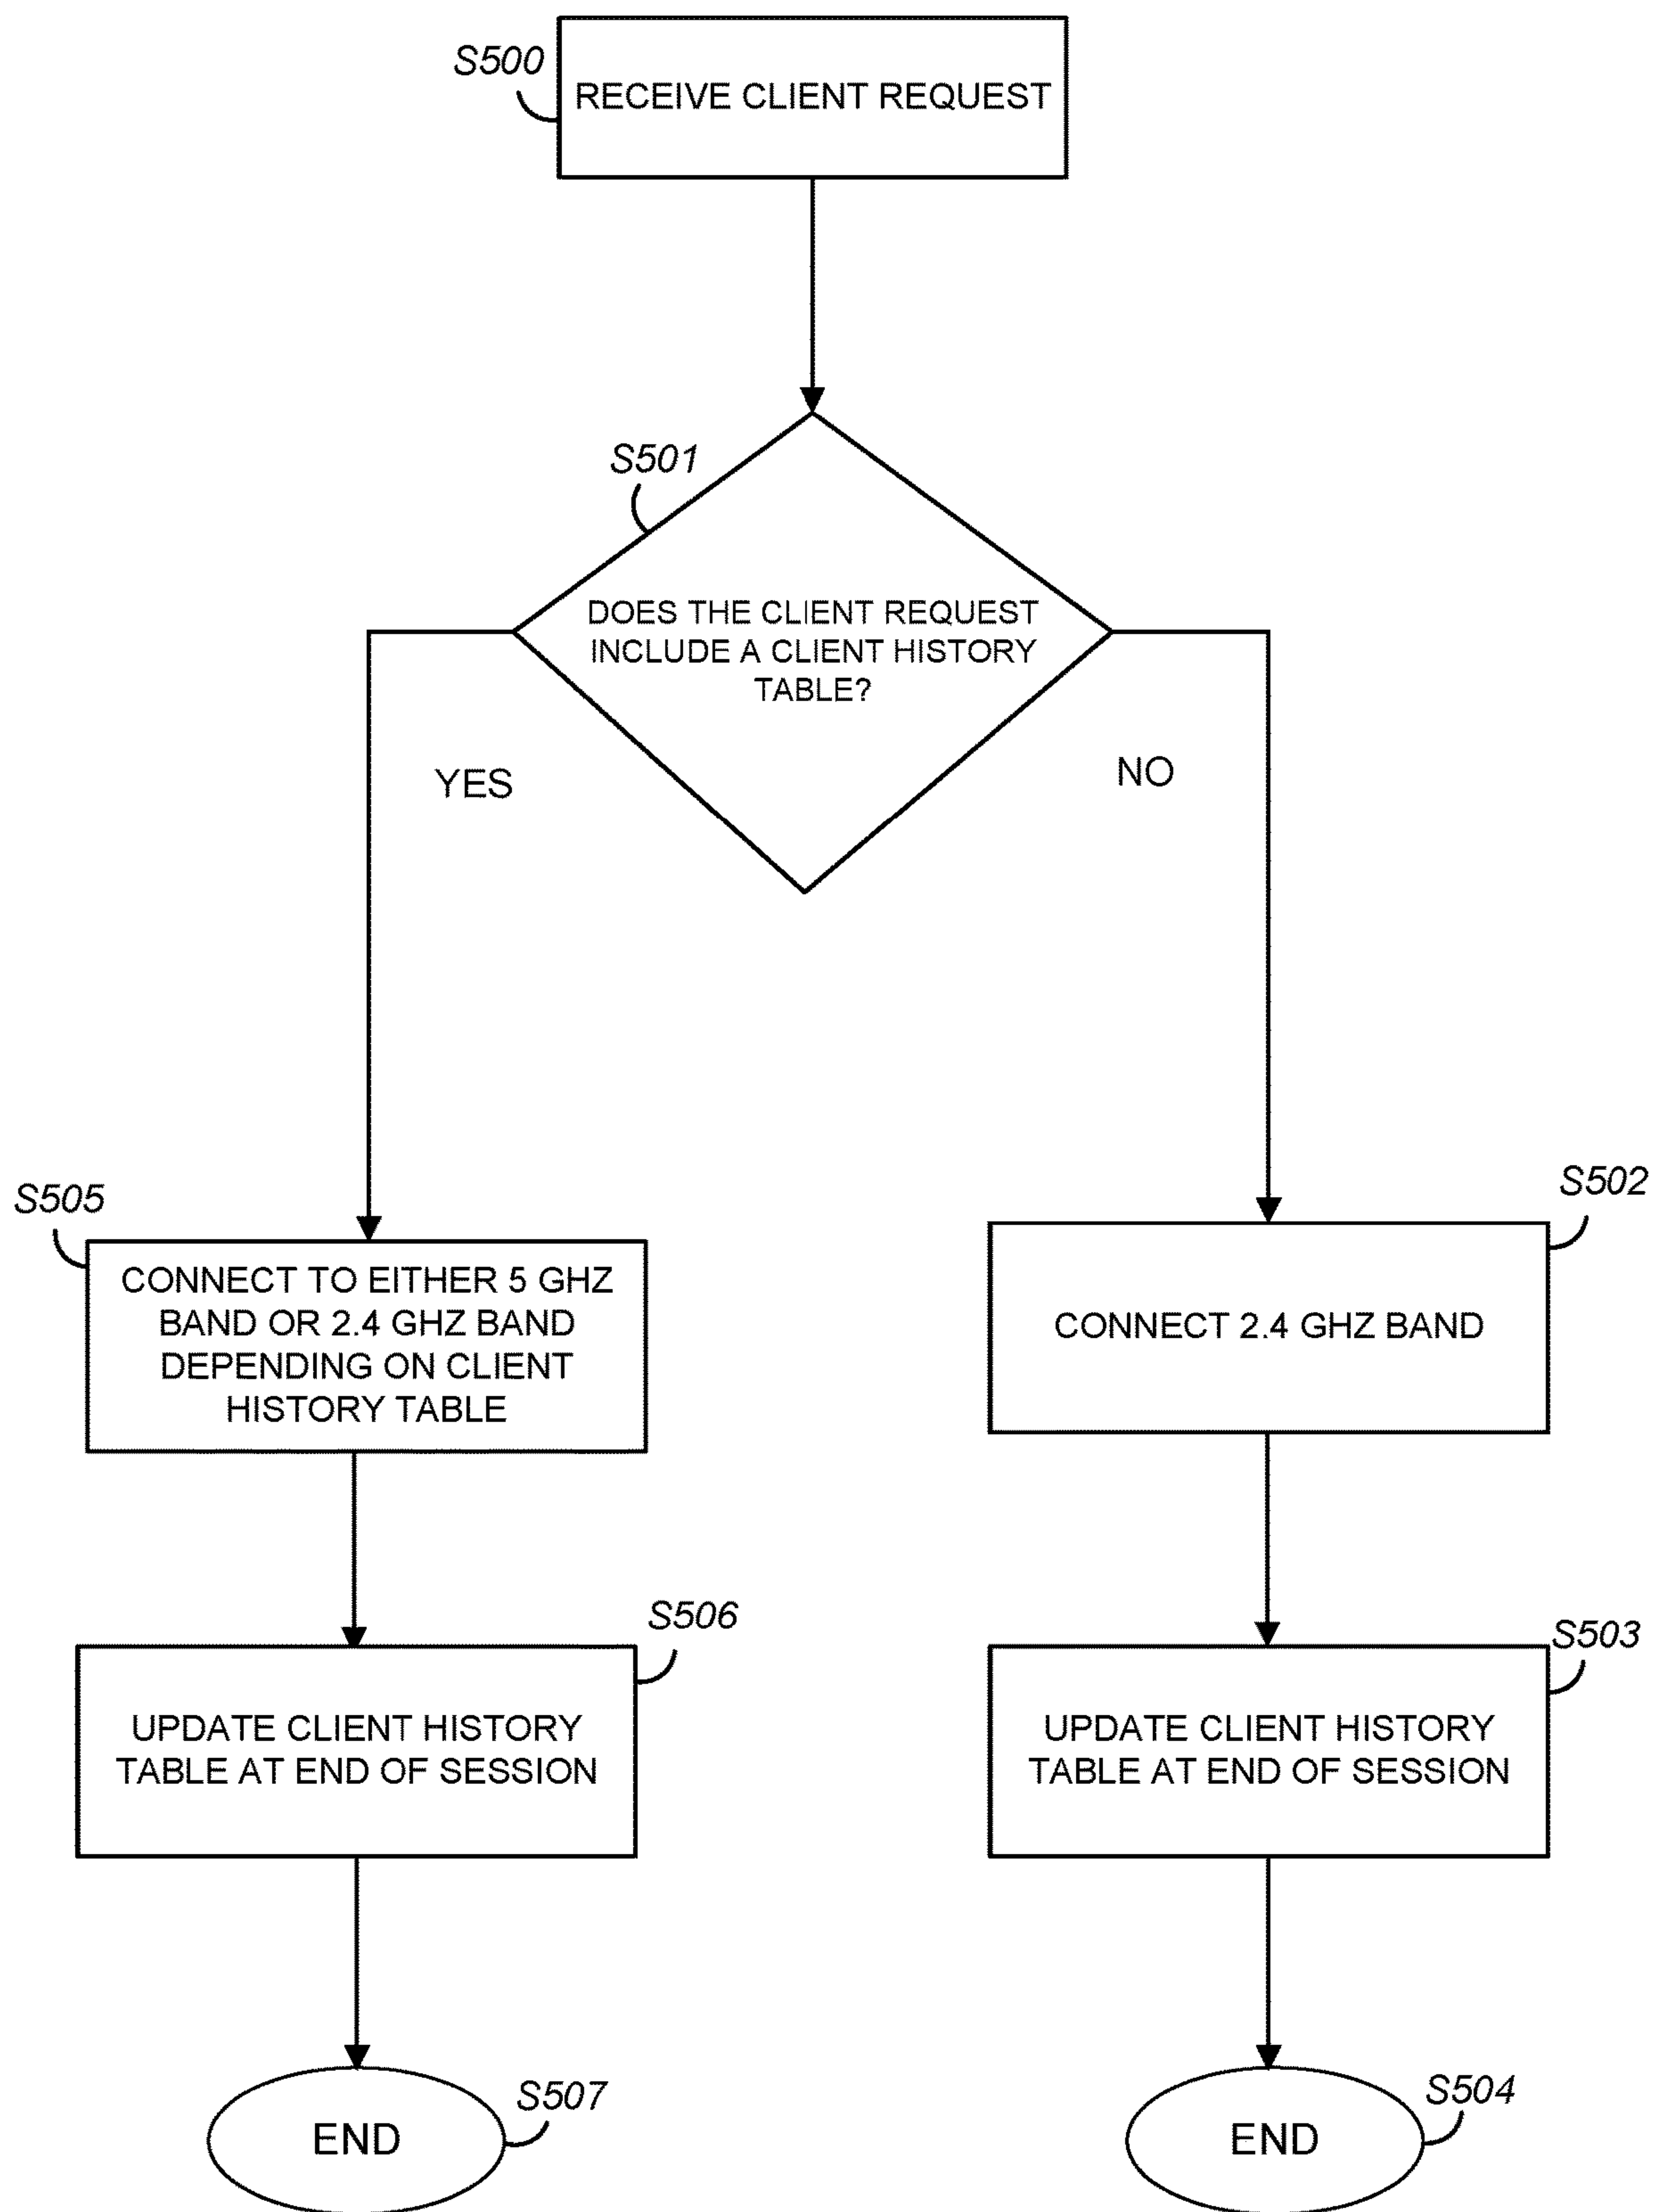 S500
RECEIVE CLIENT REQUEST
S501
DOES THE CLIENT REQUEST
INCLUDE A CLIENT HISTORY
TABLE?
YES
NO
S505
CONNECT TO EITHER 5 GHZ
BAND OR 2.4 GHZ BAND
DEPENDING ON CLIENT
HISTORY TABLE
S502
CONNECT 2.4 GHZ BAND
S506
UPDATE CLIENT HISTORY
TABLE AT END OF SESSION
S503
UPDATE CLIENT HISTORY
TABLE AT END OF SESSION
S507
END
S504
END